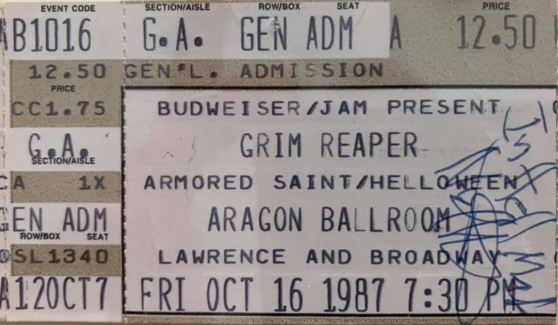 EVENT CODE SECTION/AISLE ROW/BOX SEAT PRICE
AB1016 G.A. GEN ADM A 12.50
12.50 GEN'L. ADMISSION
PRICE
CC1.75 BUDWEISER/JAM PRESENT
G.A. GRIM REAPER
SECTION/AISLE
CA 1X ARMORED SAINT/HELLOWEEN
EN ADM ARAGON BALLROOM
ROW/BOX SEAT
SL1340 LAWRENCE AND BROADWAY
A120CT7 FRI OCT 16 1987 7:30 PM